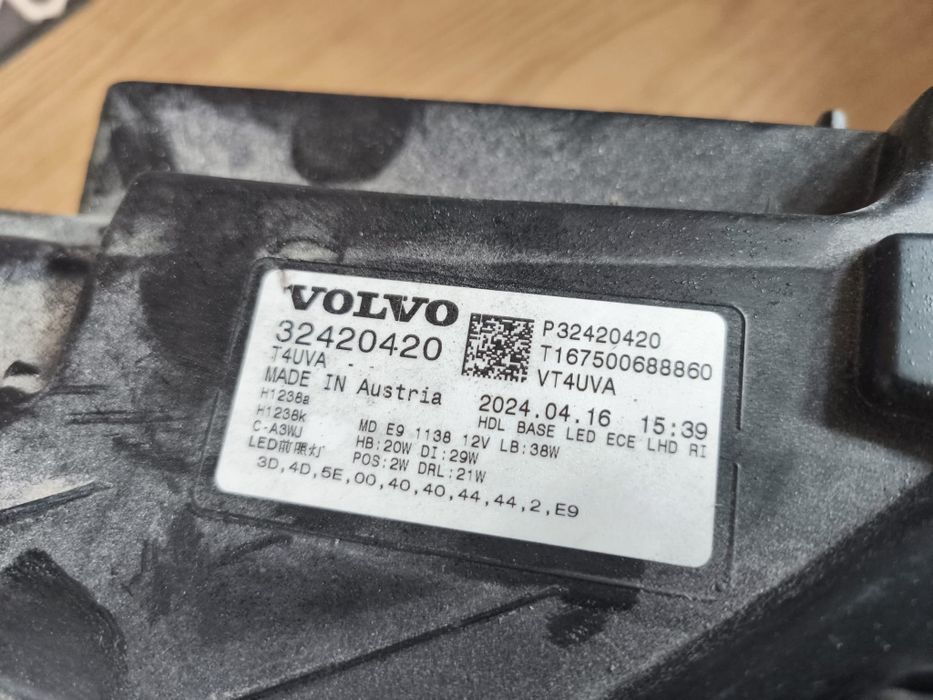 VOLVO
32420420
T4UVA
MADE IN Austria
H1238a
H1238k
C-A3WJ
LED前照灯
3D,4D,5E,00,40,40,44,44,2,E9
P32420420
T167500688860
VT4UVA
2024.04.16 15:39
HDL BASE LED ECE LHD RI
MD E9 1138 12V LB:38W
HB:20W DI:29W
POS:2W DRL:21W